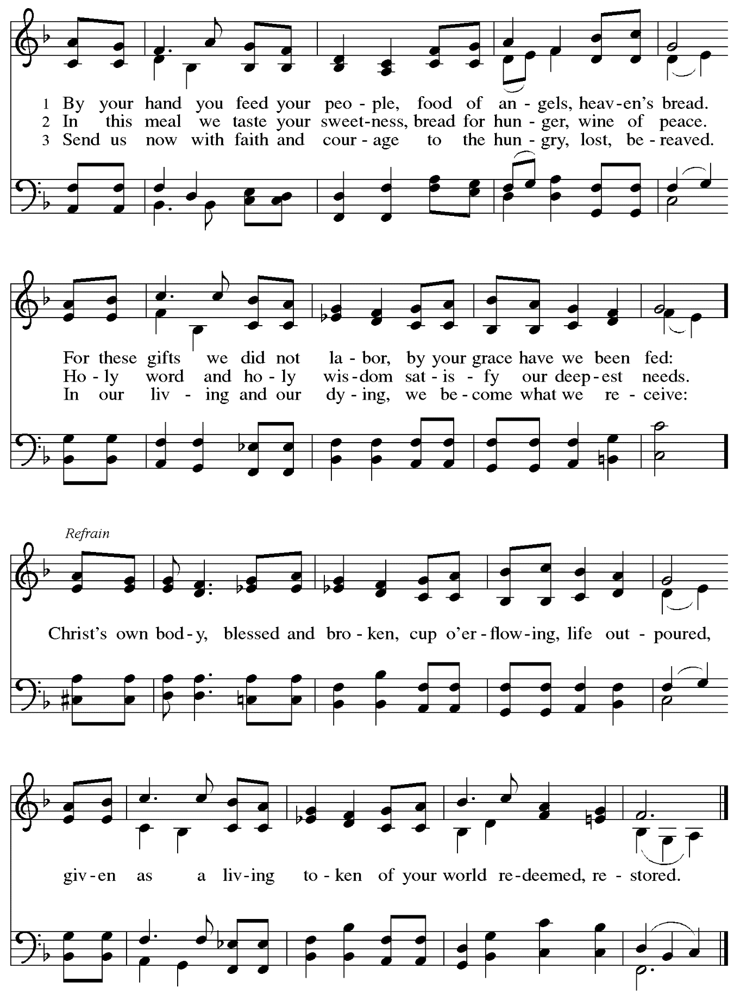 1 By your hand you feed your peo - ple, food of an - gels, heav - en's bread.
2 In this meal we taste your sweet - ness, bread for hun - ger, wine of peace.
3 Send us now with faith and cour - age to the hun - gry, lost, be - reaved.
For these gifts we did not la - bor, by your grace have we been fed:
Ho - ly word and ho - ly wis - dom sat - is - fy our deep - est needs.
In our liv - ing and our dy - ing, we be - come what we re - ceive:
Refrain
Christ's own bod - y, blessed and bro - ken, cup o'er - flow - ing, life out - poured,
giv - en as a liv - ing to - ken of your world re - deemed, re - stored.